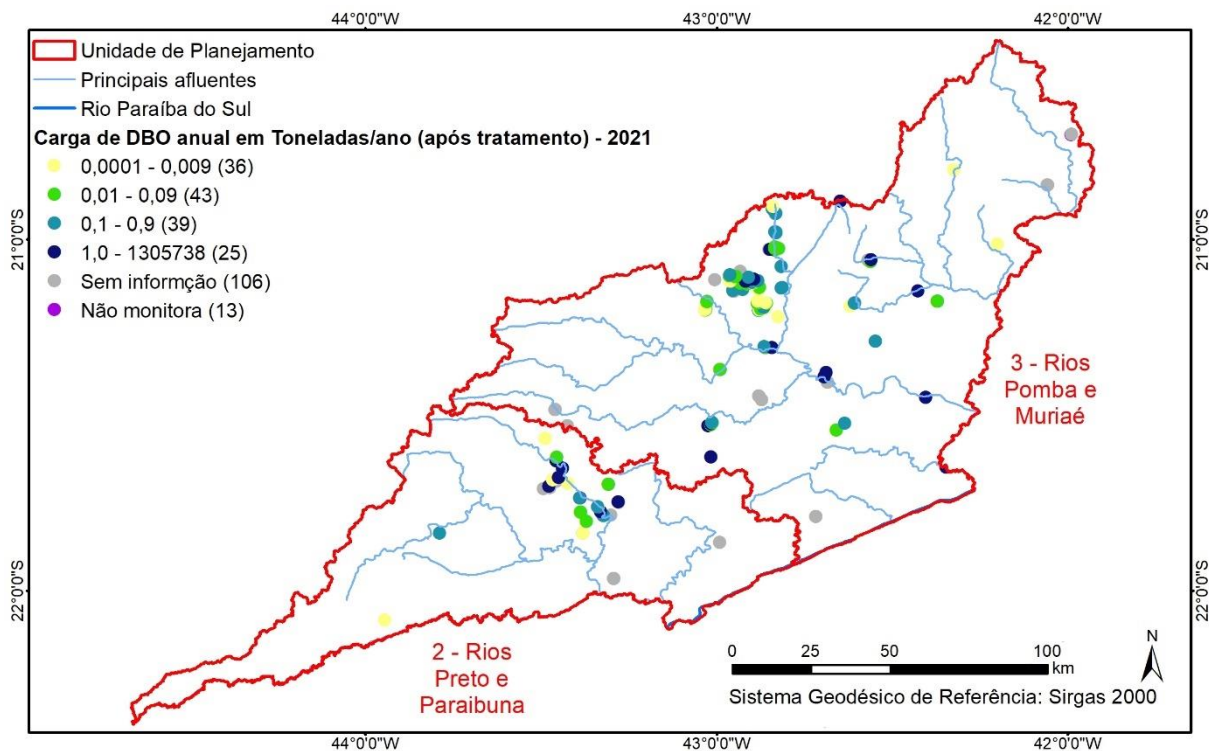 44°0'0"W 43°0'0"W 42°0'0"W
Unidade de Planejamento
Principais afluentes
Rio Paraíba do Sul
Carga de DBO anual em Toneladas/ano (após tratamento) - 2021
0,0001 - 0,009 (36)
0,01 - 0,09 (43)
0,1 - 0,9 (39)
1,0 - 1305738 (25)
Sem informção (106)
Não monitora (13)
21°0'0"S 21°0'0"S
3 - Rios
Pomba e
Muriaé
22°0'0"S 22°0'0"S
2 - Rios
Preto e
Paraibuna
0 25 50 100
km
N
Sistema Geodésico de Referência: Sirgas 2000
44°0'0"W 43°0'0"W 42°0'0"W